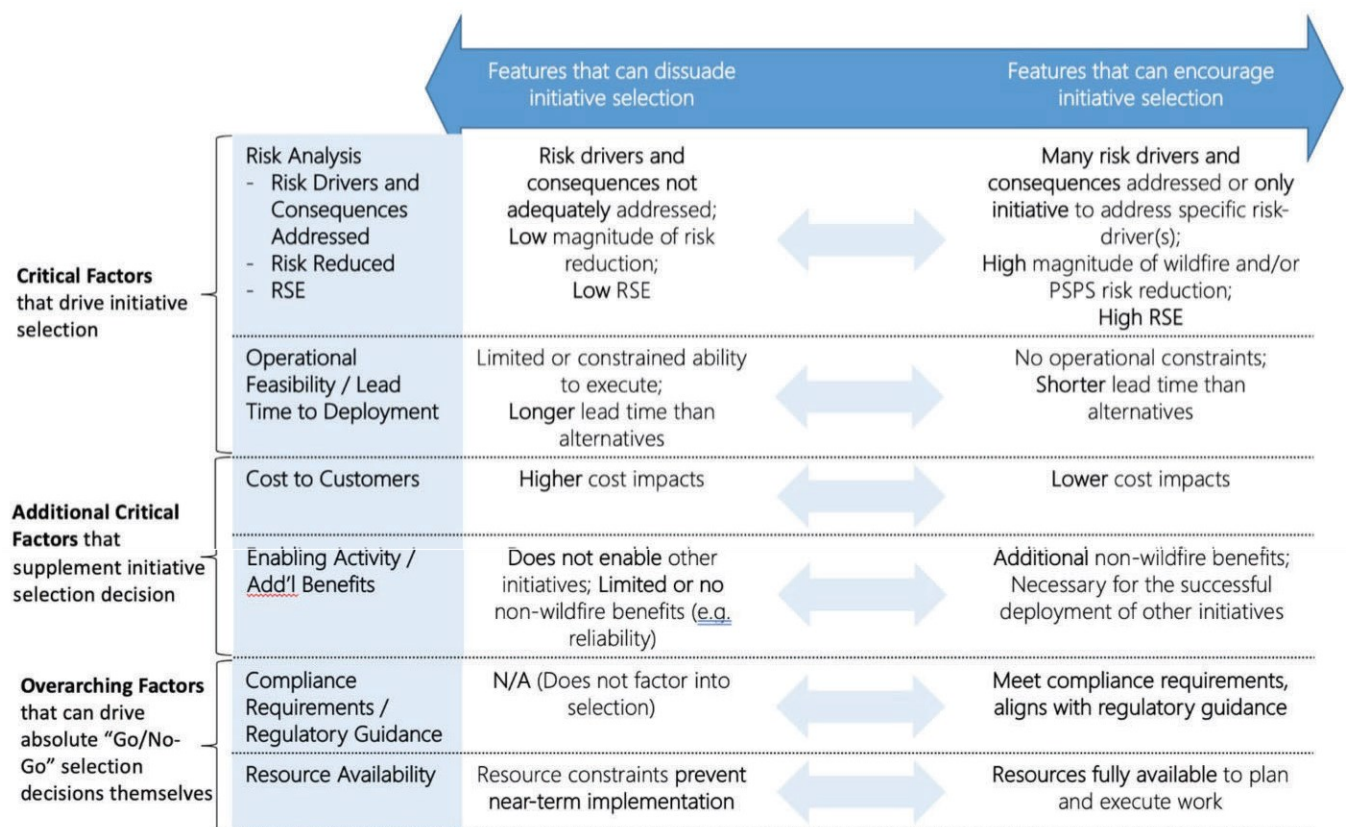 Features that can dissuade
initiative selection
Features that can encourage
initiative selection
Critical Factors
that drive initiative
selection
Risk Analysis
- Risk Drivers and
Consequences
Addressed
- Risk Reduced
- RSE
Risk drivers and
consequences not
adequately addressed;
Low magnitude of risk
reduction;
Low RSE
Many risk drivers and
consequences addressed or only
initiative to address specific risk-
driver(s);
High magnitude of wildfire and/or
PSPS risk reduction;
High RSE
Operational
Feasibility / Lead
Time to Deployment
Limited or constrained ability
to execute;
Longer lead time than
alternatives
No operational constraints;
Shorter lead time than
alternatives
Additional Critical
Factors that
supplement initiative
selection decision
Cost to Customers
Higher cost impacts
Lower cost impacts
Enabling Activity /
Add'l Benefits
Does not enable other
initiatives; Limited or no
non-wildfire benefits (e.g.
reliability)
Additional non-wildfire benefits;
Necessary for the successful
deployment of other initiatives
Overarching Factors
that can drive
absolute “Go/No-
Go” selection
decisions themselves
Compliance
Requirements /
Regulatory Guidance
N/A (Does not factor into
selection)
Meet compliance requirements,
aligns with regulatory guidance
Resource Availability
Resource constraints prevent
near-term implementation
Resources fully available to plan
and execute work